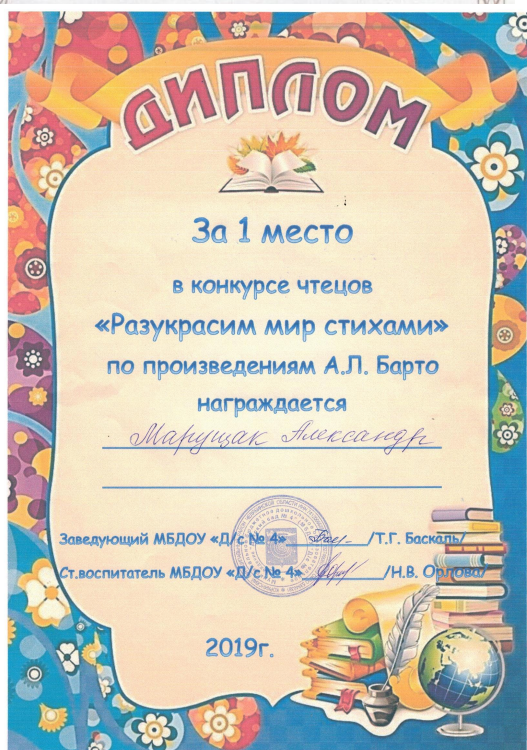 ДИПЛОМ
За 1 место
в конкурсе чтецов
«Разукрасим мир стихами»
по произведениям А.Л. Барто
награждается
Марущак Александр
Заведующий МБДОУ «Д/с № 4» /Т.Г. Баскаль/
Ст.воспитатель МБДОУ «Д/с № 4» /Н.В. Орлова/
2019г.